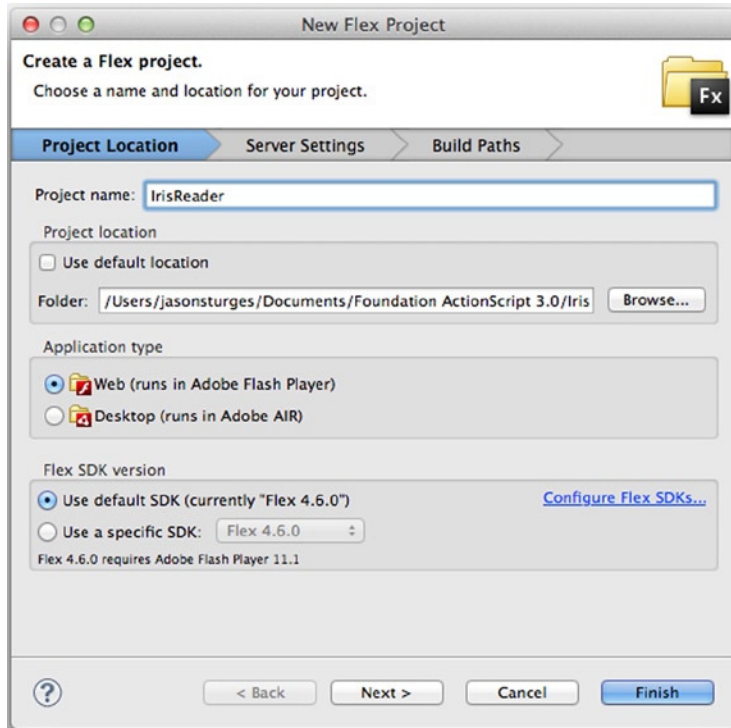 New Flex Project
Create a Flex project.
Choose a name and location for your project.
Fx
Project Location Server Settings Build Paths
Project name: IrisReader
Project location
Use default location
Folder: /Users/jasonsturges/Documents/Foundation ActionScript 3.0/Iris Browse...
Application type
Web (runs in Adobe Flash Player)
Desktop (runs in Adobe AIR)
Flex SDK version
Use default SDK (currently "Flex 4.6.0") Configure Flex SDKs...
Use a specific SDK: Flex 4.6.0
Flex 4.6.0 requires Adobe Flash Player 11.1
? < Back Next > Cancel Finish